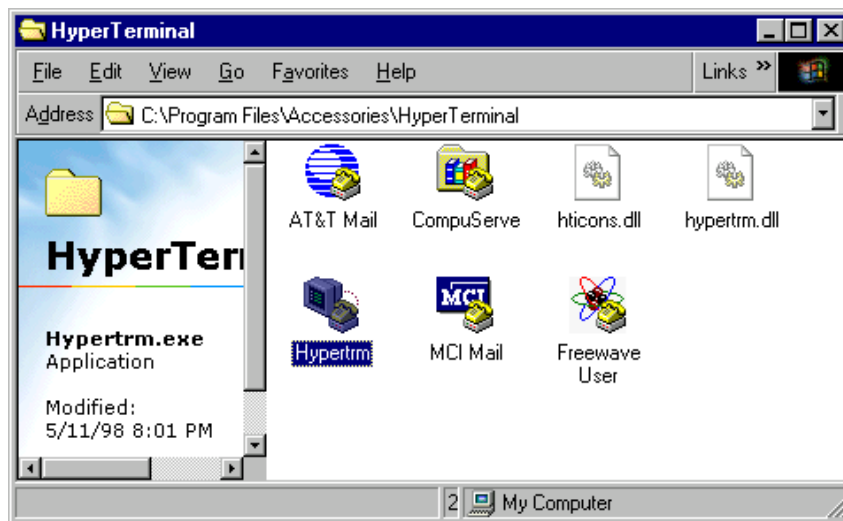 HyperTerminal
File Edit View Go Favorites Help Links »
Address C:\Program Files\Accessories\HyperTerminal
HyperTer
Hypertrm.exe
Application
Modified:
5/11/98 8:01 PM
AT&T Mail CompuServe hticons.dll hypertrm.dll
MCI
Hypertrm MCI Mail Freewave
User
2 My Computer